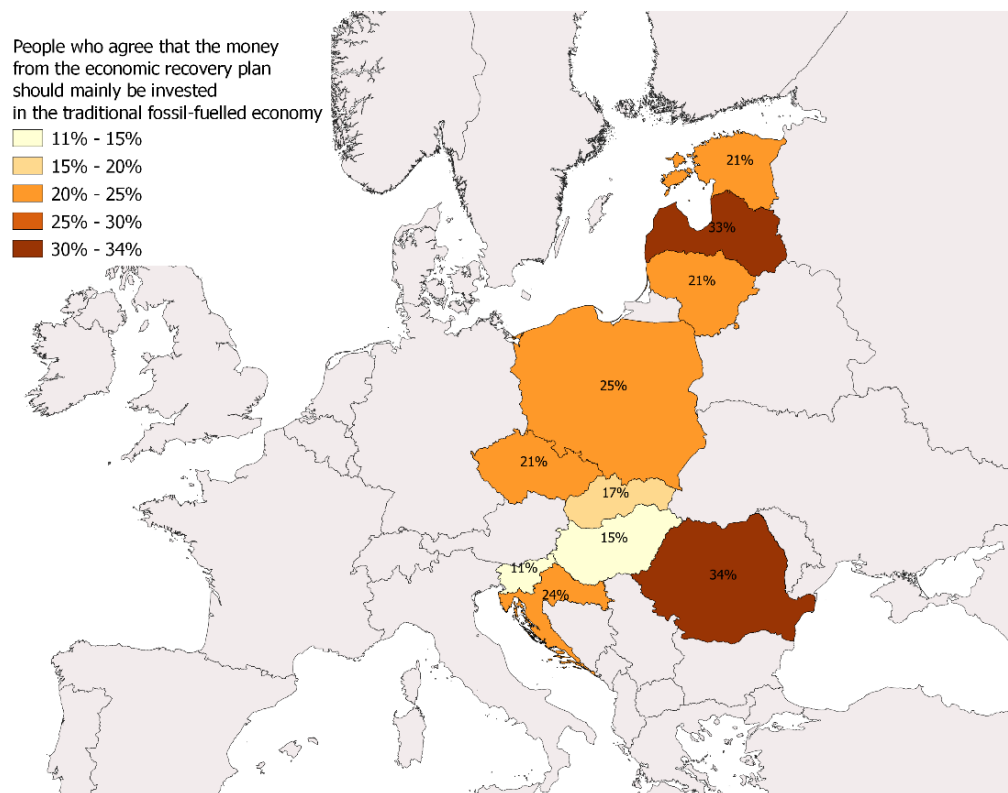 People who agree that the money
from the economic recovery plan
should mainly be invested
in the traditional fossil-fuelled economy
11% - 15%
15% - 20%
20% - 25%
25% - 30%
30% - 34%
21%
33%
21%
25%
21%
17%
15%
11%
34%
24%